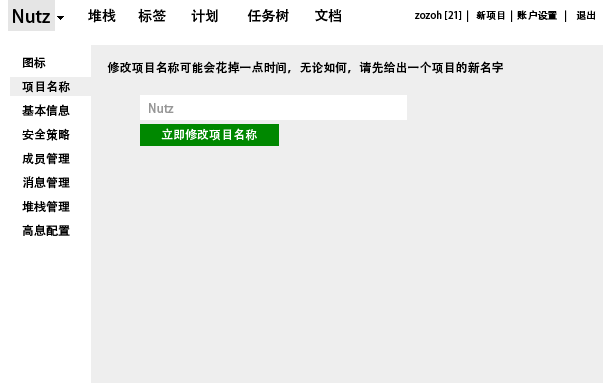 Nutz 堆栈 标签 计划 任务树 文档 zozoh [21] | 新项目 | 账户设置 | 退出
图标
项目名称
基本信息
安全策略
成员管理
消息管理
堆栈管理
高息配置
修改项目名称可能会花掉一点时间，无论如何，请先给出一个项目的新名字
Nutz
立即修改项目名称